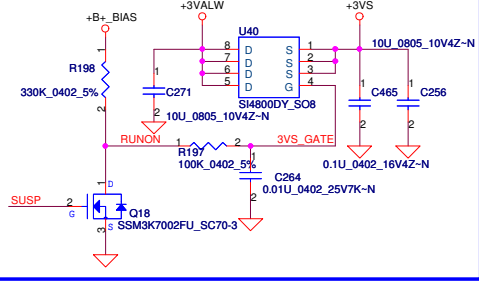 +B+_BIAS
+3VALW
+3VS
U40
1
R198
330K_0402_5%
2
8 D S 1
7 D S 2
6 D S 3
5 D G 4
SI4800DY_SO8
1
C271
2
10U_0805_10V4Z~N
10U_0805_10V4Z~N
1
C465
2
1
C256
2
0.1U_0402_16V4Z~N
RUNON
1
R197
2
100K_0402_5%
3VS_GATE
1
C264
0.01U_0402_25V7K~N
2
SUSP
2
G
1
D
Q18
S
3
SSM3K7002FU_SC70-3